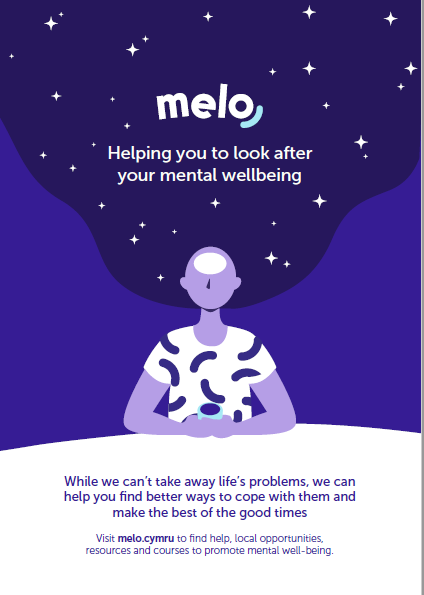 melo
Helping you to look after
your mental wellbeing
While we can't take away life's problems, we can
help you find better ways to cope with them and
make the best of the good times
Visit melo.cymru to find help, local opportunities,
resources and courses to promote mental well-being.